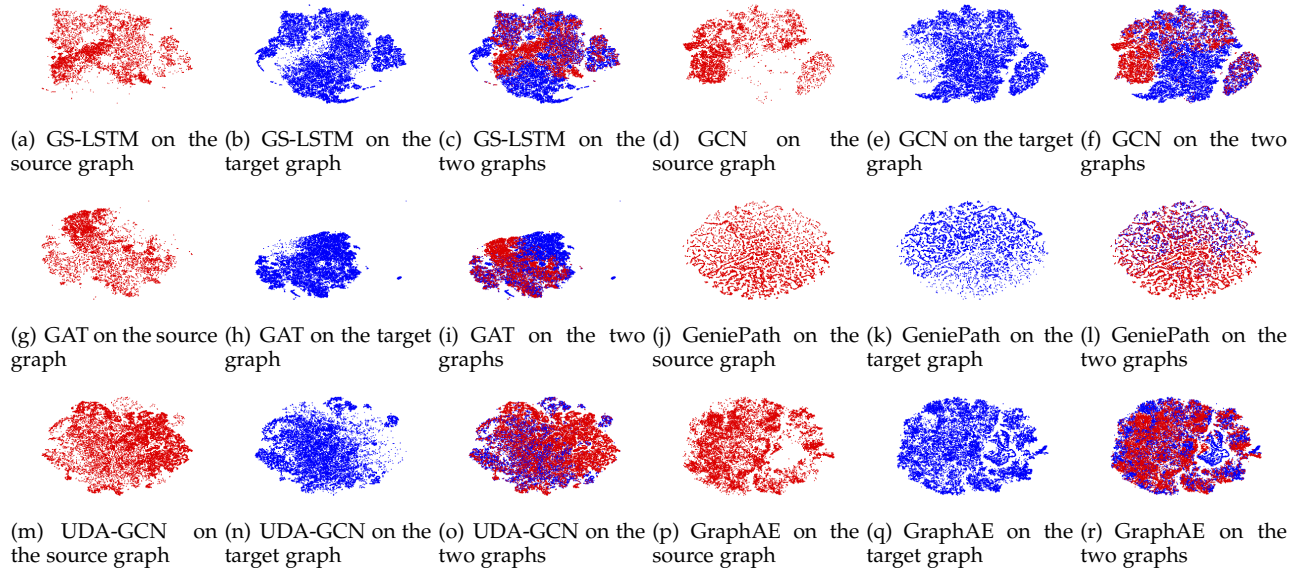 (a) GS-LSTM on the source graph
(b) GS-LSTM on the target graph
(c) GS-LSTM on the two graphs
(d) GCN on the source graph
(e) GCN on the target graph
(f) GCN on the two graphs
(g) GAT on the source graph
(h) GAT on the target graph
(i) GAT on the two graphs
(j) GeniePath on the source graph
(k) GeniePath on the target graph
(l) GeniePath on the two graphs
(m) UDA-GCN on the source graph
(n) UDA-GCN on the target graph
(o) UDA-GCN on the two graphs
(p) GraphAE on the source graph
(q) GraphAE on the target graph
(r) GraphAE on the two graphs